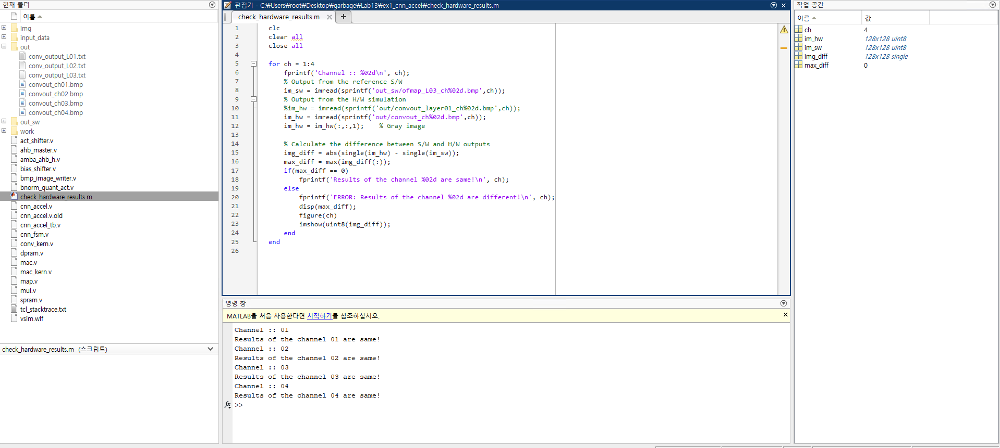 현재 폴더
이름
img
input_data
out
conv_output_L01.txt
conv_output_L02.txt
conv_output_L03.txt
convout_ch01.bmp
convout_ch02.bmp
convout_ch03.bmp
convout_ch04.bmp
out_sw
work
act_shifter.v
ahb_master.v
amba_ahb_h.v
bias_shifter.v
bmp_image_writer.v
bnorm_quant_act.v
check_hardware_results.m
cnn_accel.v
cnn_accel.v.old
cnn_accel_tb.v
cnn_fsm.v
conv_kern.v
dpram.v
mac.v
mac_kern.v
map.v
mul.v
spram.v
tcl_stacktrace.txt
vsim.wlf
check_hardware_results.m (스크립트)
편집기 - C:₩Users₩root₩Desktop₩garbage₩Lab13₩ex1_cnn_accel₩check_hardware_results.m
check_hardware_results.m × +
1 clc
2 clear all
3 close all
4
5 for ch = 1:4
6 fprintf('Channel :: %02d\n', ch);
7 % Output from the reference S/W
8 im_sw = imread(sprintf('out_sw/ofmap_L03_ch%02d.bmp',ch));
9 % Output from the H/W simulation
10 %im_hw = imread(sprintf('out/convout_layer01_ch%02d.bmp',ch));
11 im_hw = imread(sprintf('out/convout_ch%02d.bmp',ch));
12 im_hw = im_hw(:,:,1); % Gray image
13
14 % Calculate the difference between S/W and H/W outputs
15 img_diff = abs(single(im_hw) - single(im_sw));
16 max_diff = max(img_diff(:));
17 if(max_diff == 0)
18 fprintf('Results of the channel %02d are same!\n', ch);
19 else
20 fprintf('ERROR: Results of the channel %02d are different!\n', ch);
21 disp(max_diff);
22 figure(ch)
23 imshow(uint8(img_diff));
24 end
25 end
26
명령 창
MATLAB을 처음 사용한다면 시작하기를 참조하십시오.
Channel :: 01
Results of the channel 01 are same!
Channel :: 02
Results of the channel 02 are same!
Channel :: 03
Results of the channel 03 are same!
Channel :: 04
Results of the channel 04 are same!
fx >>
작업 공간
이름 값
ch 4
im_hw 128x128 uint8
im_sw 128x128 uint8
img_diff 128x128 single
max_diff 0